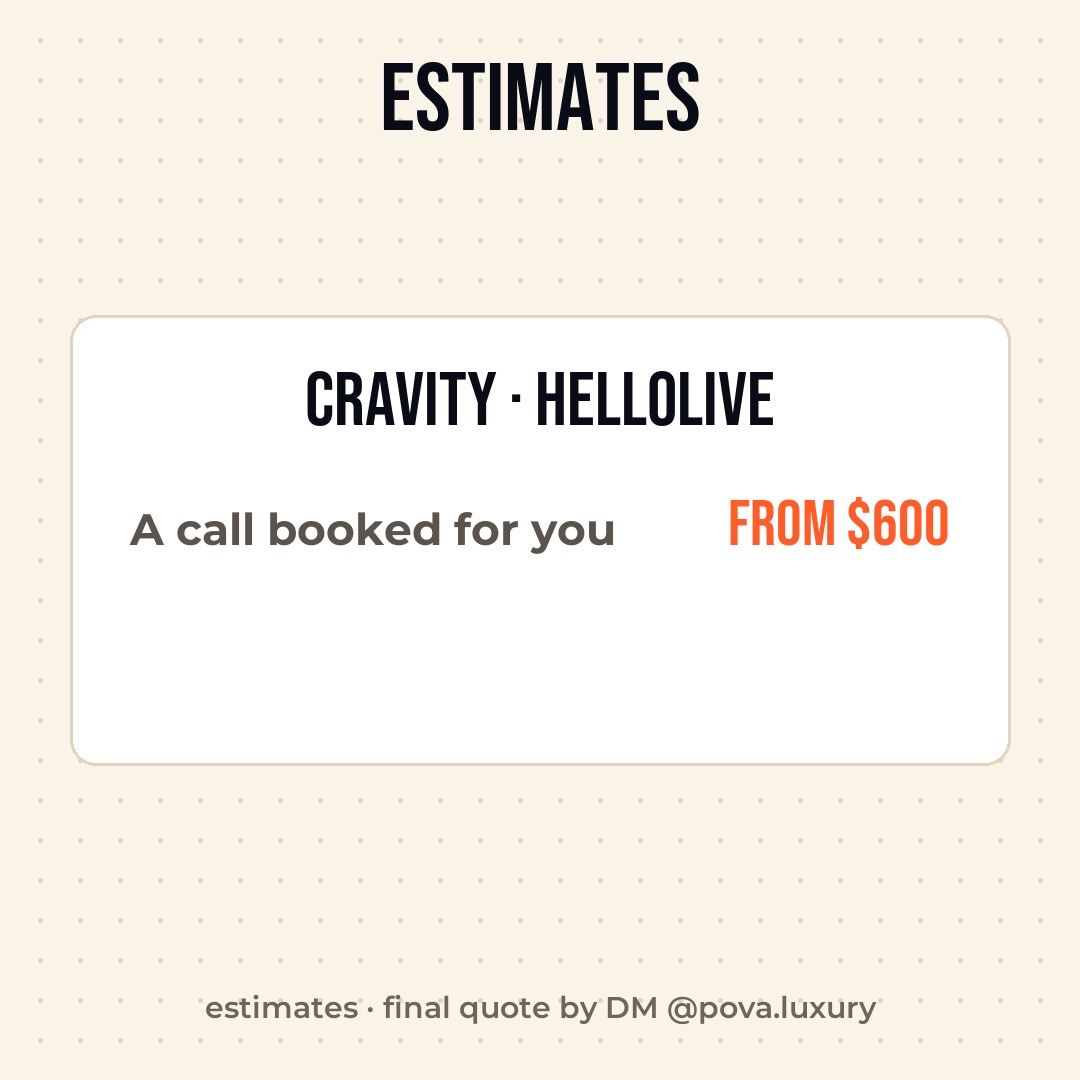 ESTIMATES
CRAVITY · HELLOLIVE
A call booked for you FROM $600
estimates · final quote by DM @pova.luxury